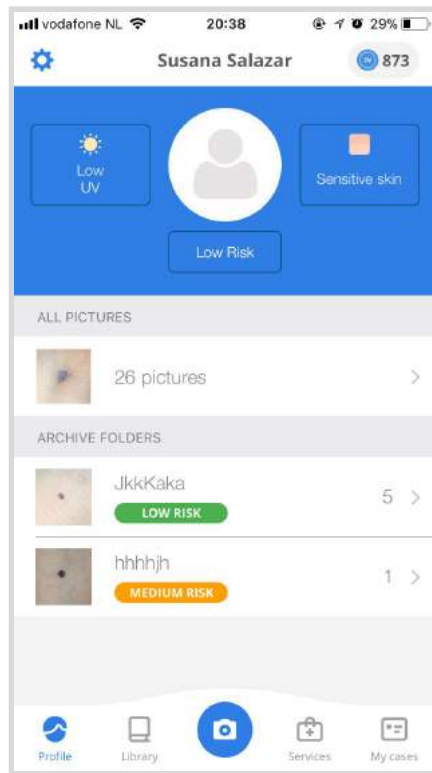 vodafone NL 20:38 29%
Susana Salazar 873
Low
UV
Sensitive skin
Low Risk
ALL PICTURES
26 pictures
ARCHIVE FOLDERS
JkkKaka
LOW RISK
5
hhhhjh
MEDIUM RISK
1
Profile Library Services My cases